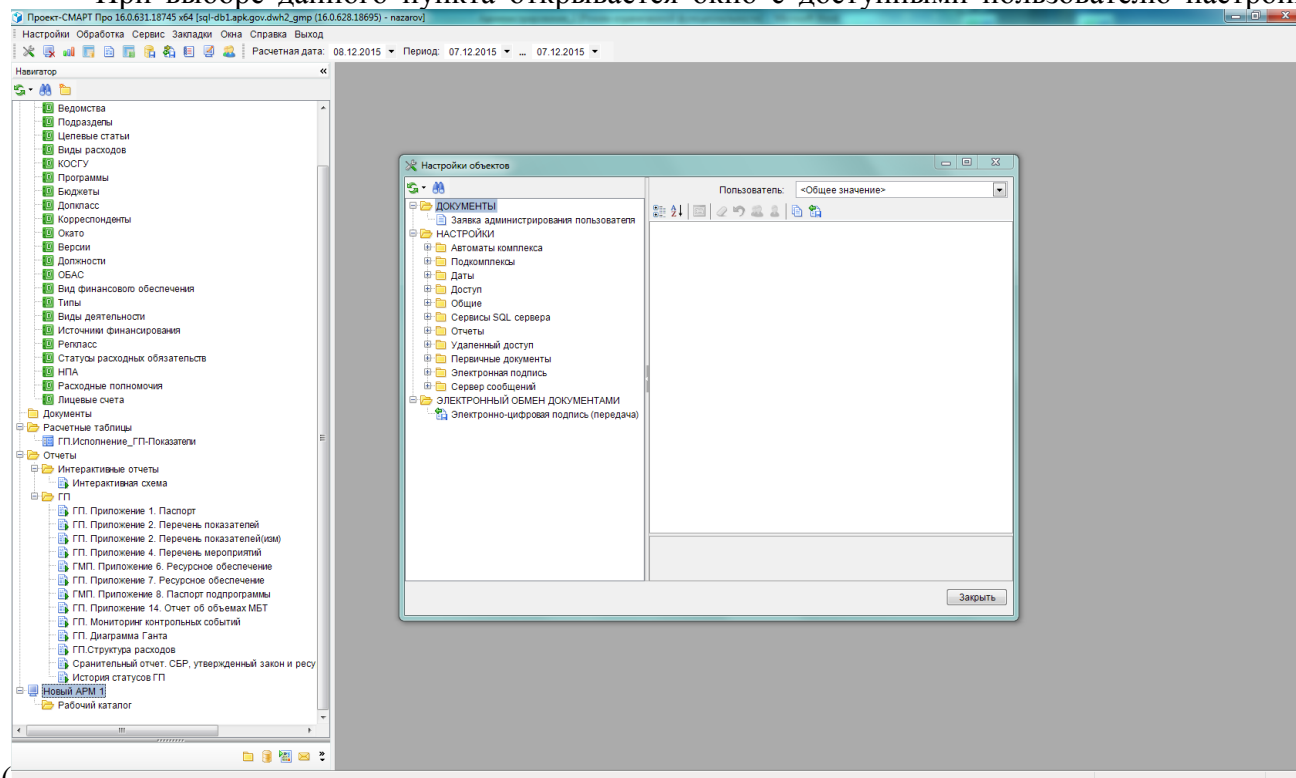 При выборе данного пункта открывается окно с доступными пользователю настрой
Проект-СМАРТ Про 16.0.631.18745 x64 [sql-db1.apk.gov.dwh2_gmp (16.0.628.18695) - nazarov]
Настройки Обработка Сервис Закладки Окна Справка Выход
Расчетная дата: 08.12.2015 Период: 07.12.2015 ... 07.12.2015
Навигатор
Ведомства
Подразделы
Целевые статьи
Виды расходов
КОСГУ
Программы
Бюджеты
Допкласс
Корреспонденты
Окато
Версии
Должности
ОБАС
Вид финансового обеспечения
Типы
Виды деятельности
Источники финансирования
Регкласс
Статусы расходных обязательств
НПА
Расходные полномочия
Лицевые счета
Документы
Расчетные таблицы
ГП.Исполнение_ГП-Показатели
Отчеты
Интерактивные отчеты
Интерактивная схема
ГП
ГП. Приложение 1. Паспорт
ГП. Приложение 2. Перечень показателей
ГП. Приложение 2. Перечень показателей(изм)
ГП. Приложение 4. Перечень мероприятий
ГМП. Приложение 6. Ресурсное обеспечение
ГП. Приложение 7. Ресурсное обеспечение
ГМП. Приложение 8. Паспорт подпрограммы
ГП. Приложение 14. Отчет об объемах МБТ
ГП. Мониторинг контрольных событий
ГП. Диаграмма Ганта
ГП.Структура расходов
Сранительный отчет. СБР, утвержденный закон и ресу
История статусов ГП
Новый АРМ 1
Рабочий каталог
Настройки объектов
ДОКУМЕНТЫ
Заявка администрирования пользователя
НАСТРОЙКИ
Автоматы комплекса
Подкомплексы
Даты
Доступ
Общие
Сервисы SQL сервера
Отчеты
Удаленный доступ
Первичные документы
Электронная подпись
Сервер сообщений
ЭЛЕКТРОННЫЙ ОБМЕН ДОКУМЕНТАМИ
Электронно-цифровая подпись (передача)
Пользователь: <Общее значение>
Закрыть
(